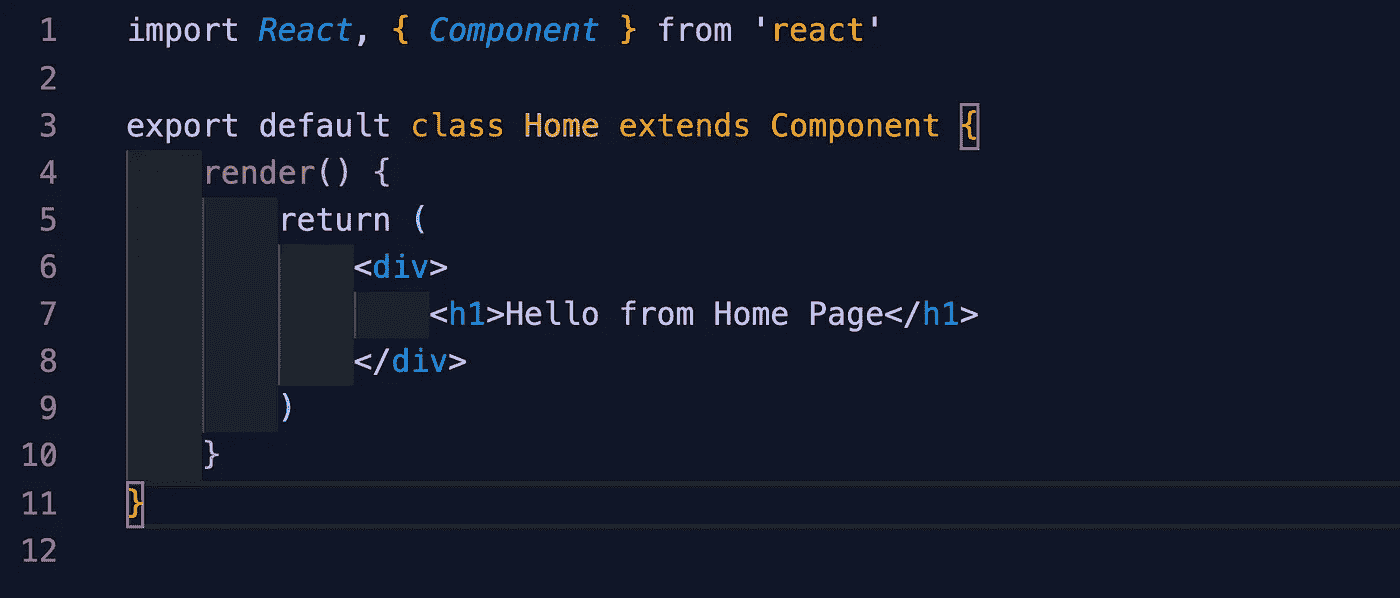 1 import React, { Component } from 'react'
2
3 export default class Home extends Component {
4     render() {
5         return (
6             <div>
7                 <h1>Hello from Home Page</h1>
8             </div>
9         )
10     }
11 }
12